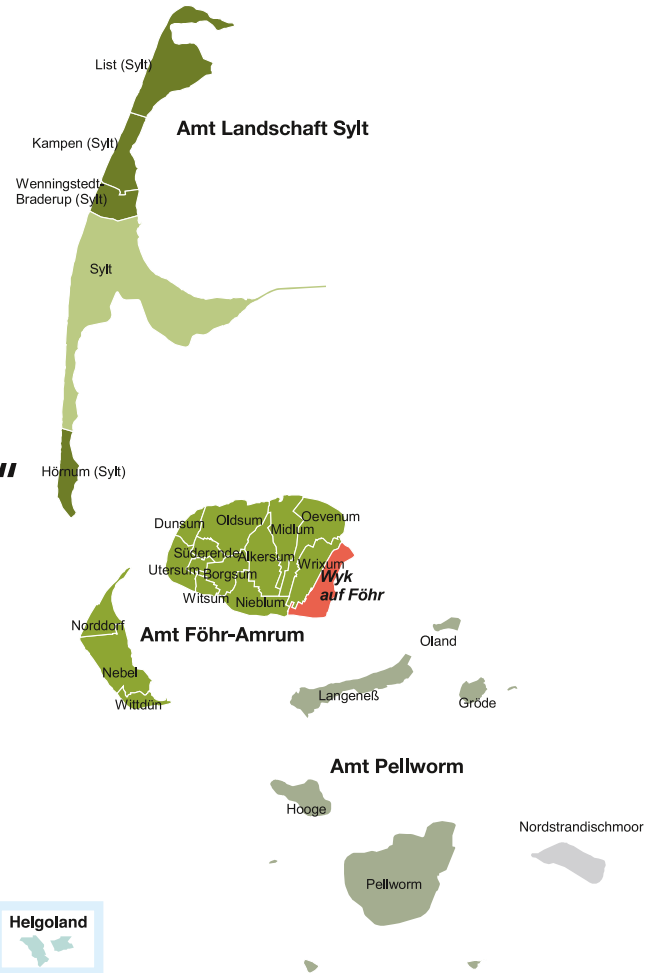 List (Sylt)
Amt Landschaft Sylt
Kampen (Sylt)
Wenningstedt-
Braderup (Sylt)
Sylt
"
Hörnum (Sylt)
Dunsum
Oldsum
Oevenum
Midlum
Süderende
Alkersum
Utersum
Borgsum
Wrixum
Wyk
auf Föhr
Witsum
Nieblum
Norddorf
Amt Föhr-Amrum
Oland
Nebel
Langeneß
Gröde
Wittdün
Amt Pellworm
Hooge
Nordstrandischmoor
Pellworm
Helgoland